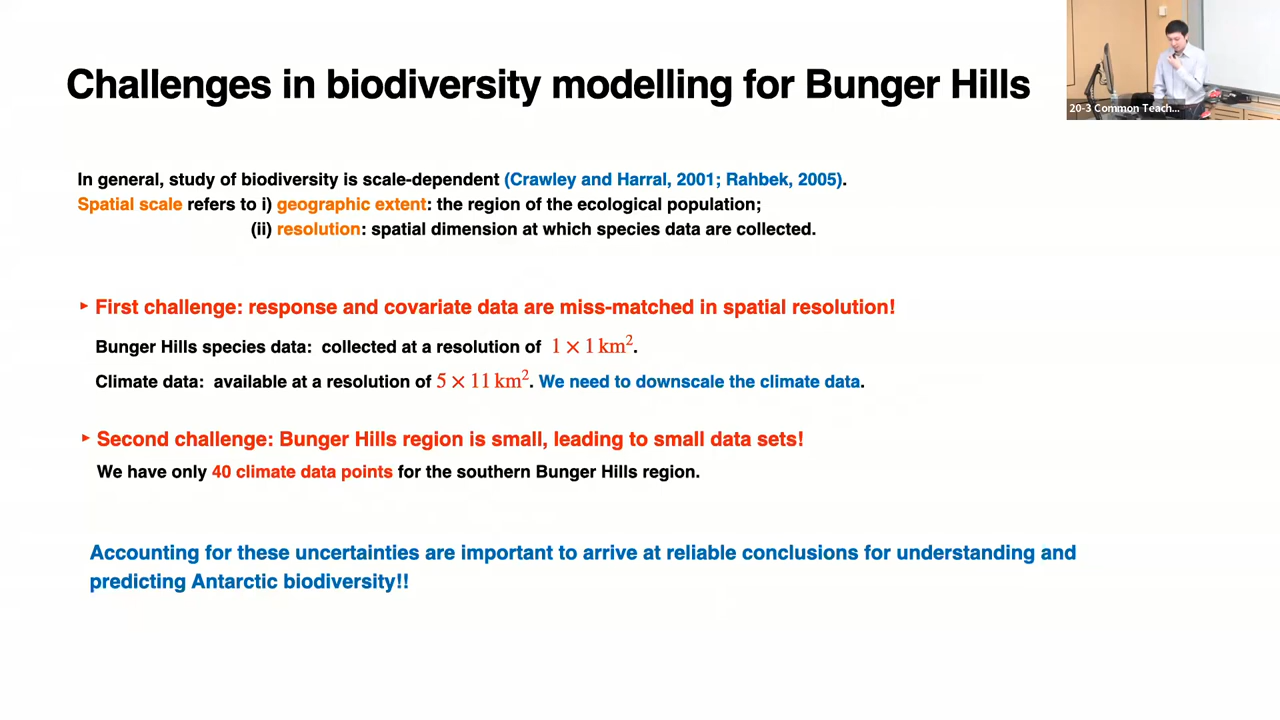 Challenges in biodiversity modelling for Bunger Hills
20-3 Common Teach...
In general, study of biodiversity is scale-dependent (Crawley and Harral, 2001; Rahbek, 2005).
Spatial scale refers to i) geographic extent: the region of the ecological population;
(ii) resolution: spatial dimension at which species data are collected.
▸ First challenge: response and covariate data are miss-matched in spatial resolution!
Bunger Hills species data: collected at a resolution of 1 × 1 km².
Climate data: available at a resolution of 5 × 11 km². We need to downscale the climate data.
▸ Second challenge: Bunger Hills region is small, leading to small data sets!
We have only 40 climate data points for the southern Bunger Hills region.
Accounting for these uncertainties are important to arrive at reliable conclusions for understanding and
predicting Antarctic biodiversity!!